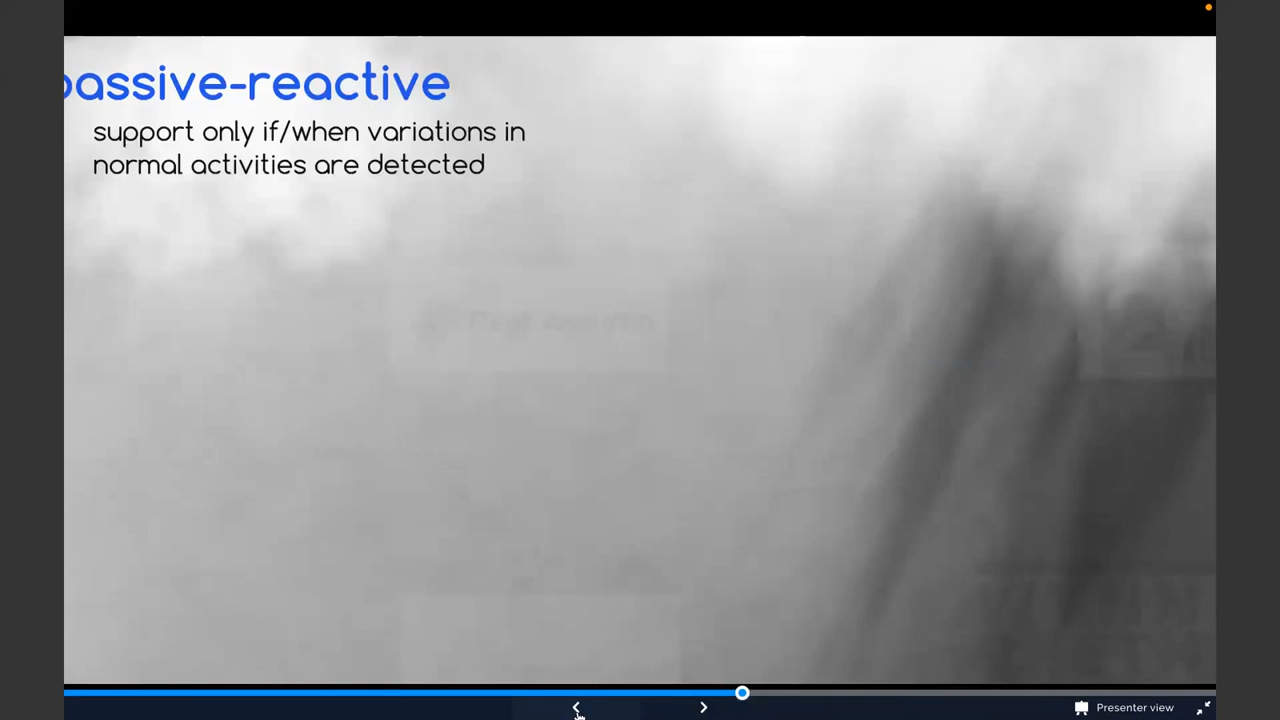 passive-reactive
support only if/when variations in
normal activities are detected
Presenter view